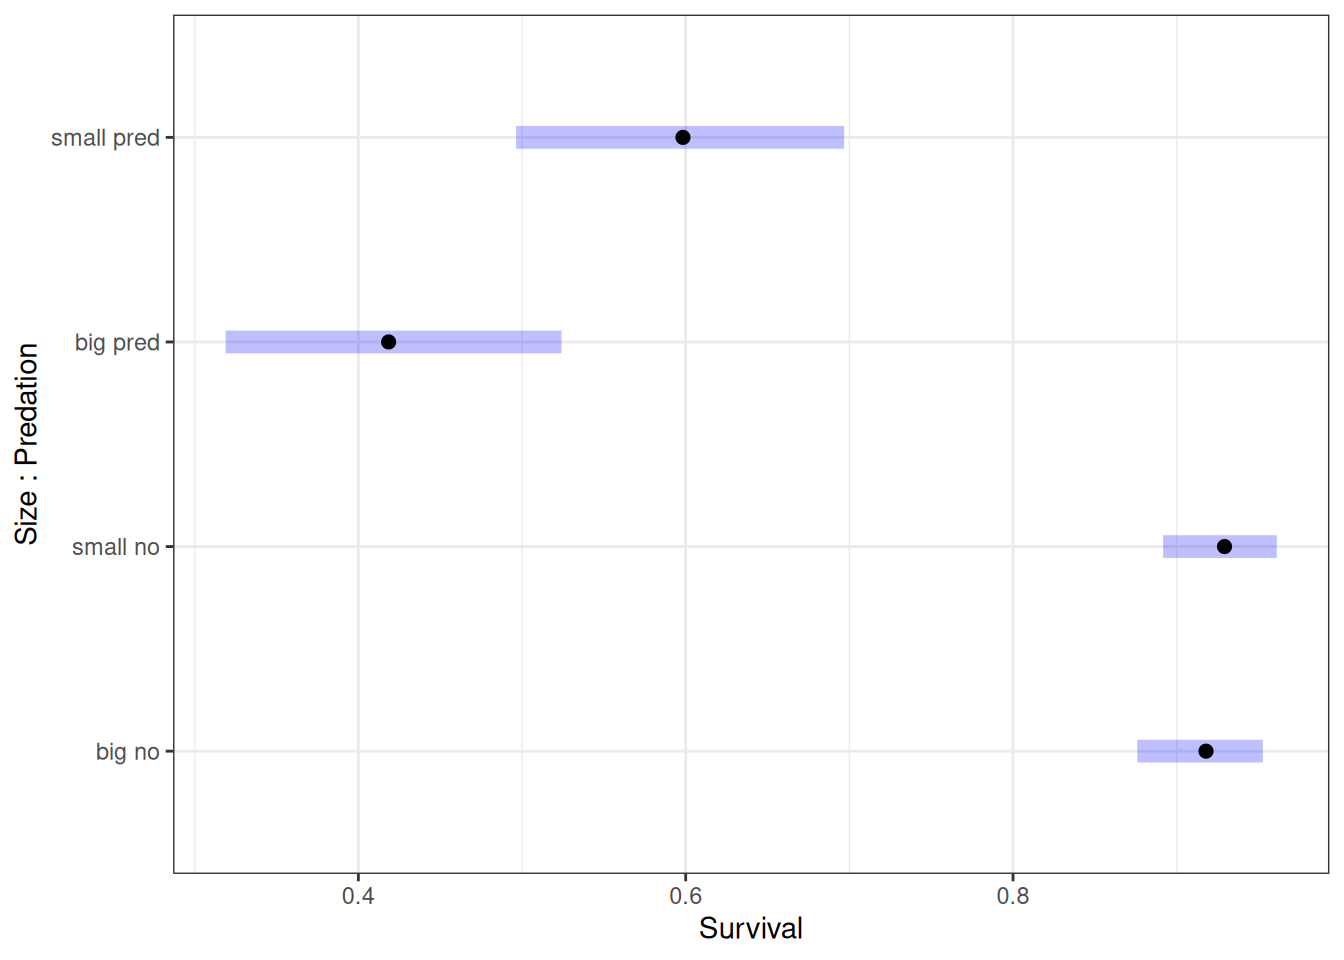 small pred
big pred
small no
big no
Size : Predation
0.4
0.6
0.8
Survival